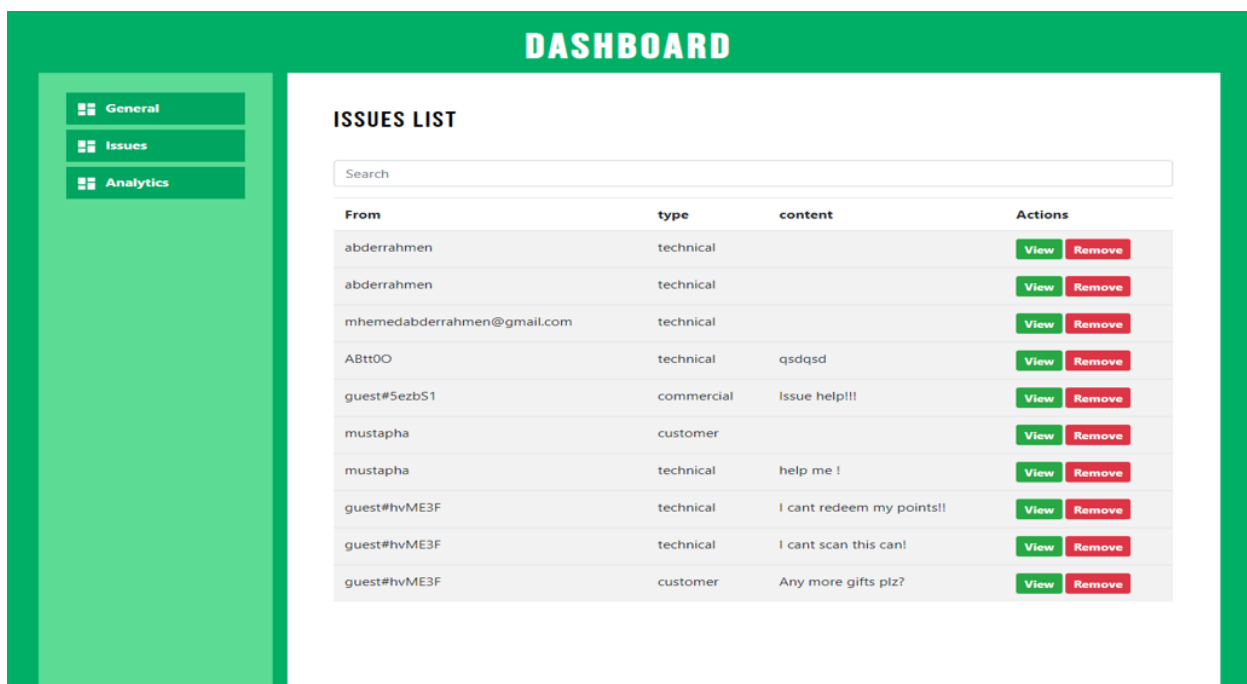 DASHBOARD
General
Issues
Analytics
ISSUES LIST
Search
From type content Actions
abderrahmen technical View Remove
abderrahmen technical View Remove
mhemedabderrahmen@gmail.com technical View Remove
ABtt0O technical qsdqsd View Remove
guest#5ezbS1 commercial Issue help!!! View Remove
mustapha customer View Remove
mustapha technical help me ! View Remove
guest#hvME3F technical I cant redeem my points!! View Remove
guest#hvME3F technical I cant scan this can! View Remove
guest#hvME3F customer Any more gifts plz? View Remove